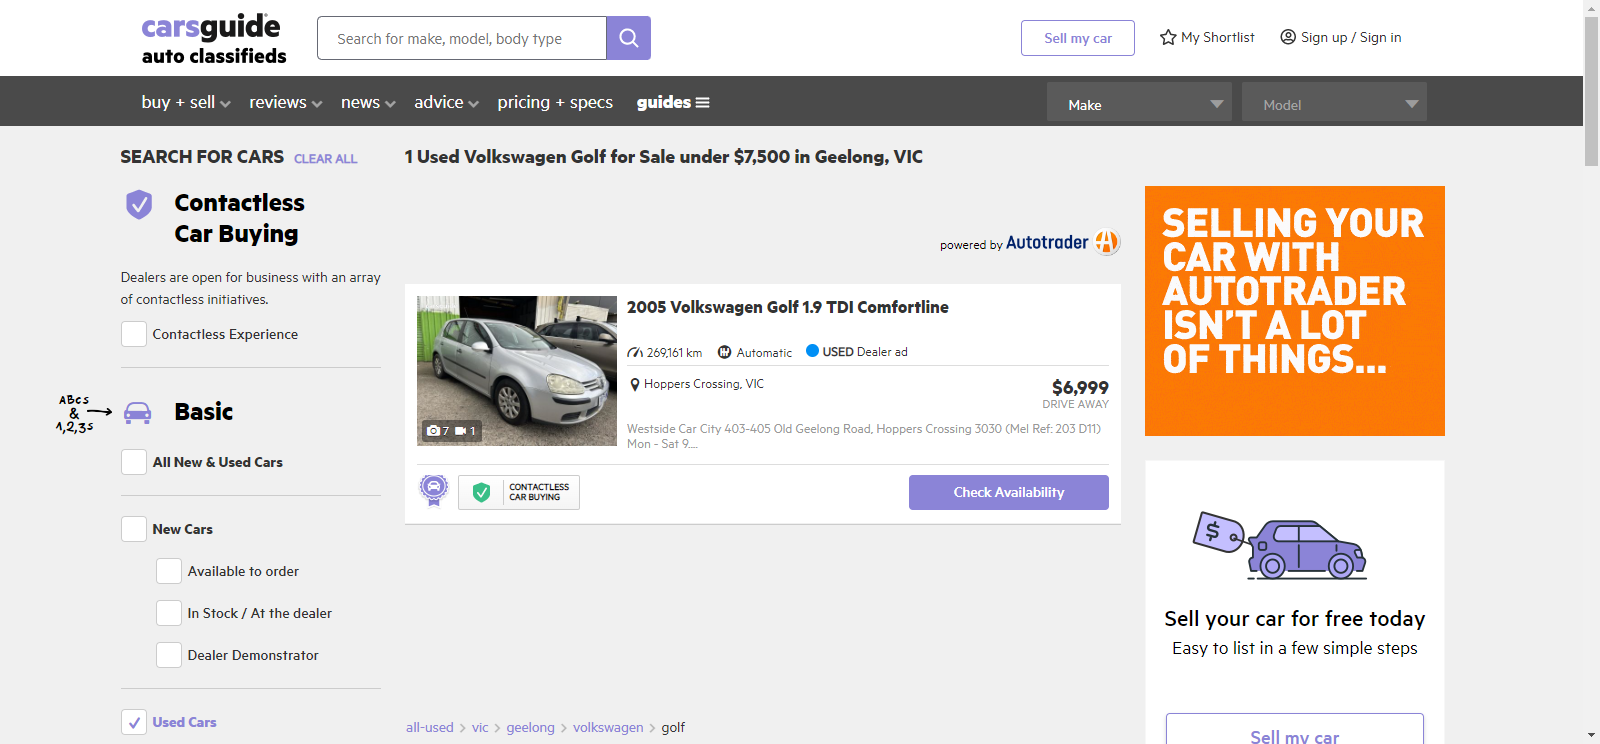 carsguide
auto classifieds
Search for make, model, body type
Sell my car
My Shortlist
Sign up / Sign in
buy + sell
reviews
news
advice
pricing + specs
guides
Make
Model
SEARCH FOR CARS CLEAR ALL
1 Used Volkswagen Golf for Sale under $7,500 in Geelong, VIC
Contactless
Car Buying
Dealers are open for business with an array
of contactless initiatives.
Contactless Experience
ABCs
&
1,2,3s
Basic
All New & Used Cars
New Cars
Available to order
In Stock / At the dealer
Dealer Demonstrator
Used Cars
powered by Autotrader
2005 Volkswagen Golf 1.9 TDI Comfortline
269,161 km
Automatic
USED Dealer ad
Hoppers Crossing, VIC
$6,999
DRIVE AWAY
Westside Car City 403-405 Old Geelong Road, Hoppers Crossing 3030 (Mel Ref: 203 D11)
Mon - Sat 9....
7 1
CONTACTLESS
CAR BUYING
Check Availability
all-used > vic > geelong > volkswagen > golf
SELLING YOUR
CAR WITH
AUTOTRADER
ISN'T A LOT
OF THINGS...
$
Sell your car for free today
Easy to list in a few simple steps
Sell my car